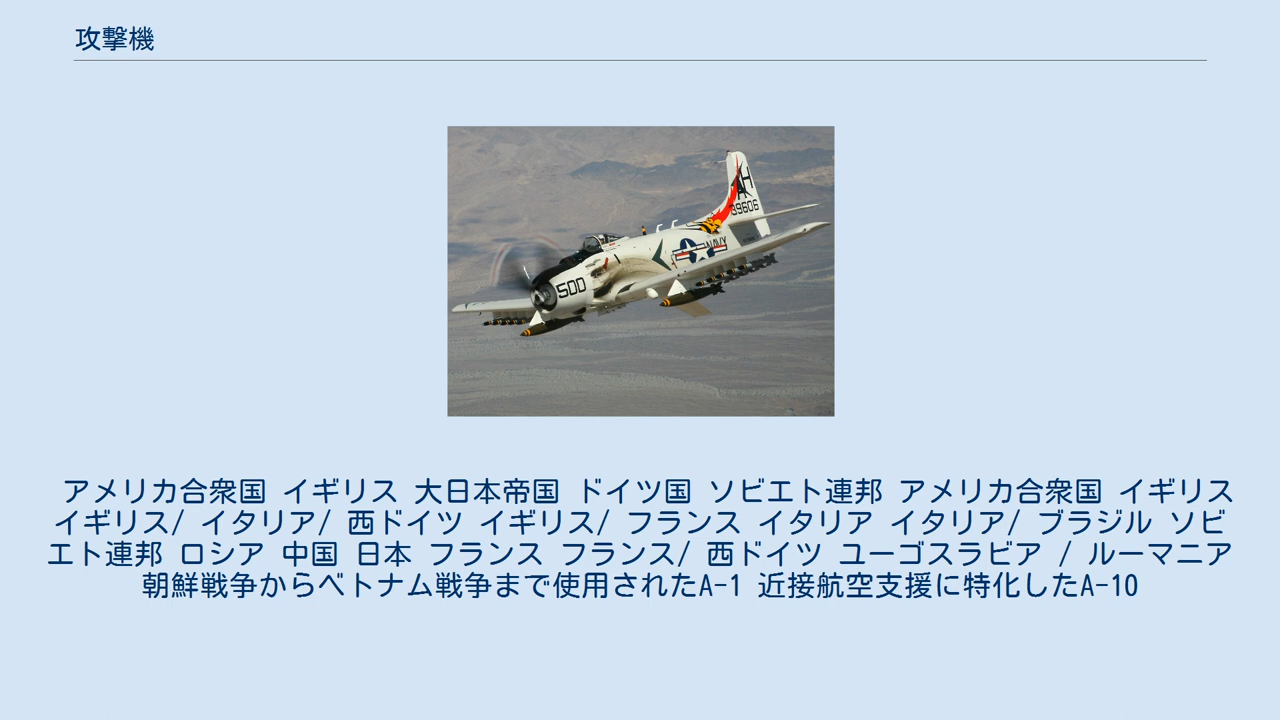 攻撃機
AH
39606
NAVY
500
アメリカ合衆国 イギリス 大日本帝国 ドイツ国 ソビエト連邦 アメリカ合衆国 イギリス
イギリス/ イタリア/ 西ドイツ イギリス/ フランス イタリア イタリア/ ブラジル ソビ
エト連邦 ロシア 中国 日本 フランス フランス/ 西ドイツ ユーゴスラビア / ルーマニア
朝鮮戦争からベトナム戦争まで使用されたA-1 近接航空支援に特化したA-10